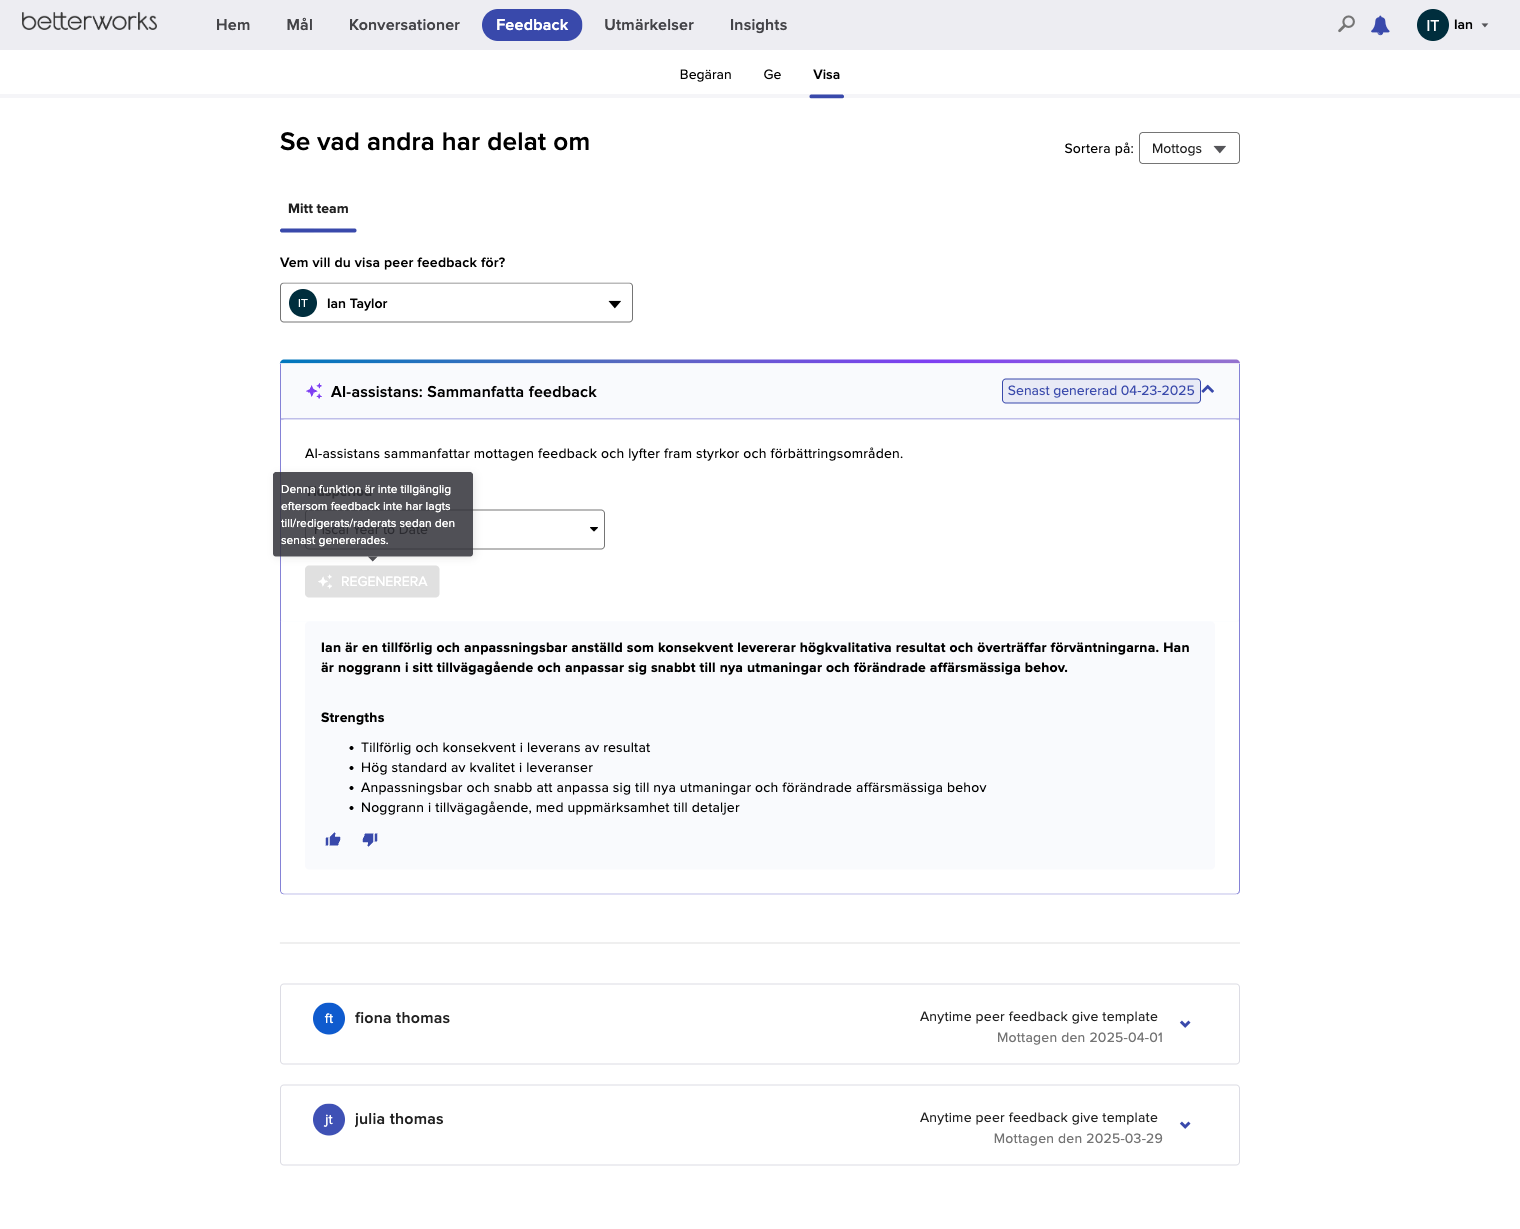 betterworks
Hem Mål Konversationer Feedback Utmärkelser Insights
IT Ian
Begäran Ge Visa
Se vad andra har delat om
Sortera på: Mottogs
Mitt team
Vem vill du visa peer feedback för?
IT Ian Taylor
AI-assistans: Sammanfatta feedback
Senast genererad 04-23-2025
AI-assistans sammanfattar mottagen feedback och lyfter fram styrkor och förbättringsområden.
Denna funktion är inte tillgänglig
eftersom feedback inte har lagts
till/redigerats/raderats sedan den
senast genererades.
Fiscal Year to Date
REGENERERA
Ian är en tillförlig och anpassningsbar anställd som konsekvent levererar högkvalitativa resultat och överträffar förväntningarna. Han
är noggrann i sitt tillvägagående och anpassar sig snabbt till nya utmaningar och förändrade affärsmässiga behov.
Strengths
• Tillförlig och konsekvent i leverans av resultat
• Hög standard av kvalitet i leveranser
• Anpassningsbar och snabb att anpassa sig till nya utmaningar och förändrade affärsmässiga behov
• Noggrann i tillvägagående, med uppmärksamhet till detaljer
ft fiona thomas
Anytime peer feedback give template
Mottagen den 2025-04-01
jt julia thomas
Anytime peer feedback give template
Mottagen den 2025-03-29